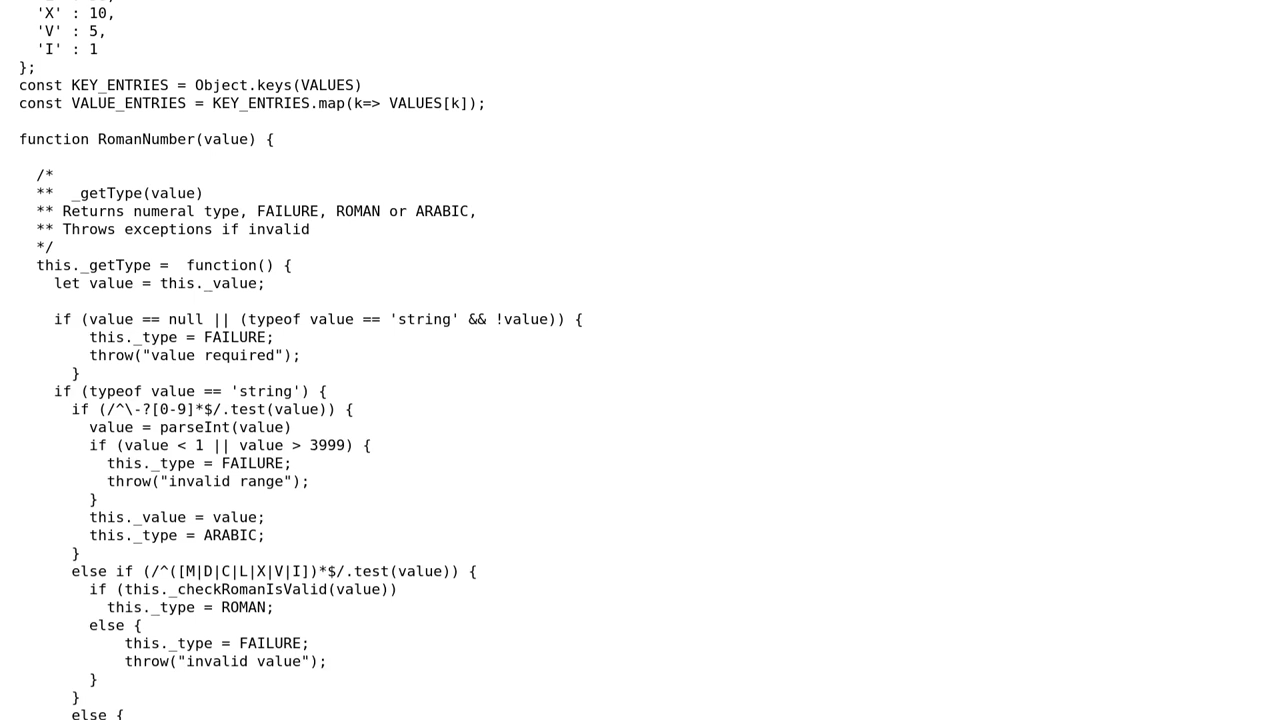 'X' : 10,
'V' : 5,
'I' : 1
};
const KEY_ENTRIES = Object.keys(VALUES)
const VALUE_ENTRIES = KEY_ENTRIES.map(k=> VALUES[k]);
function RomanNumber(value) {
/*
**  _getType(value)
** Returns numeral type, FAILURE, ROMAN or ARABIC,
** Throws exceptions if invalid
*/
this._getType =  function() {
let value = this._value;
if (value == null || (typeof value == 'string' && !value)) {
this._type = FAILURE;
throw("value required");
}
if (typeof value == 'string') {
if (/^\-?[0-9]*$/.test(value)) {
value = parseInt(value)
if (value < 1 || value > 3999) {
this._type = FAILURE;
throw("invalid range");
}
this._value = value;
this._type = ARABIC;
}
else if (/^([M|D|C|L|X|V|I])*$/.test(value)) {
if (this._checkRomanIsValid(value))
this._type = ROMAN;
else {
this._type = FAILURE;
throw("invalid value");
}
}
else {